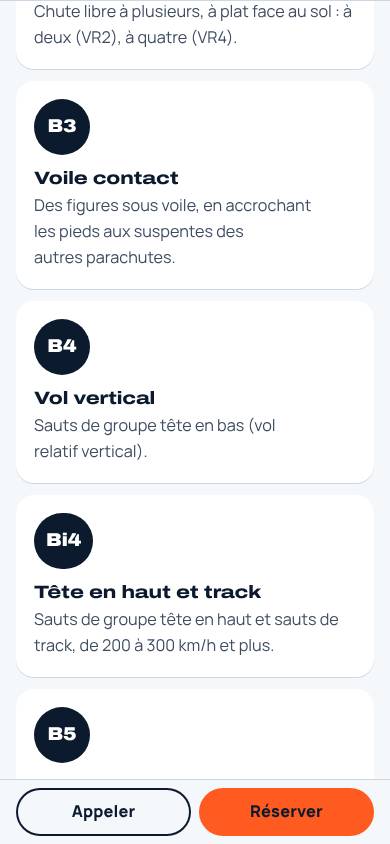 Chute libre à plusieurs, à plat face au sol : à
deux (VR2), à quatre (VR4).
B3
Voile contact
Des figures sous voile, en accrochant
les pieds aux suspentes des
autres parachutes.
B4
Vol vertical
Sauts de groupe tête en bas (vol
relatif vertical).
Bi4
Tête en haut et track
Sauts de groupe tête en haut et sauts de
track, de 200 à 300 km/h et plus.
B5
Appeler
Réserver